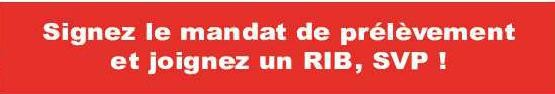 Signez le mandat de prélèvement
et joignez un RIB, SVP !